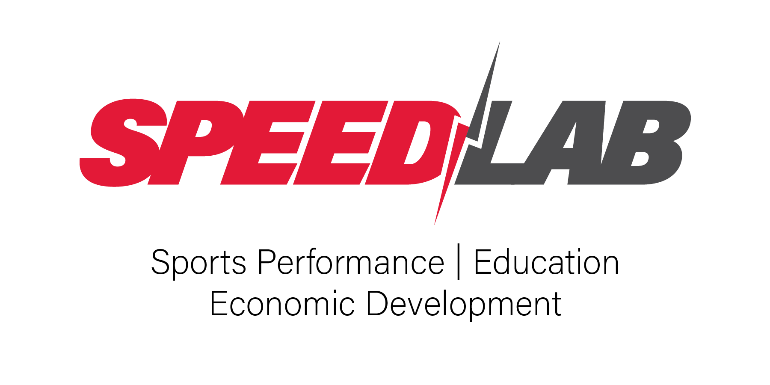 SPEEDLAB
Sports Performance | Education
Economic Development